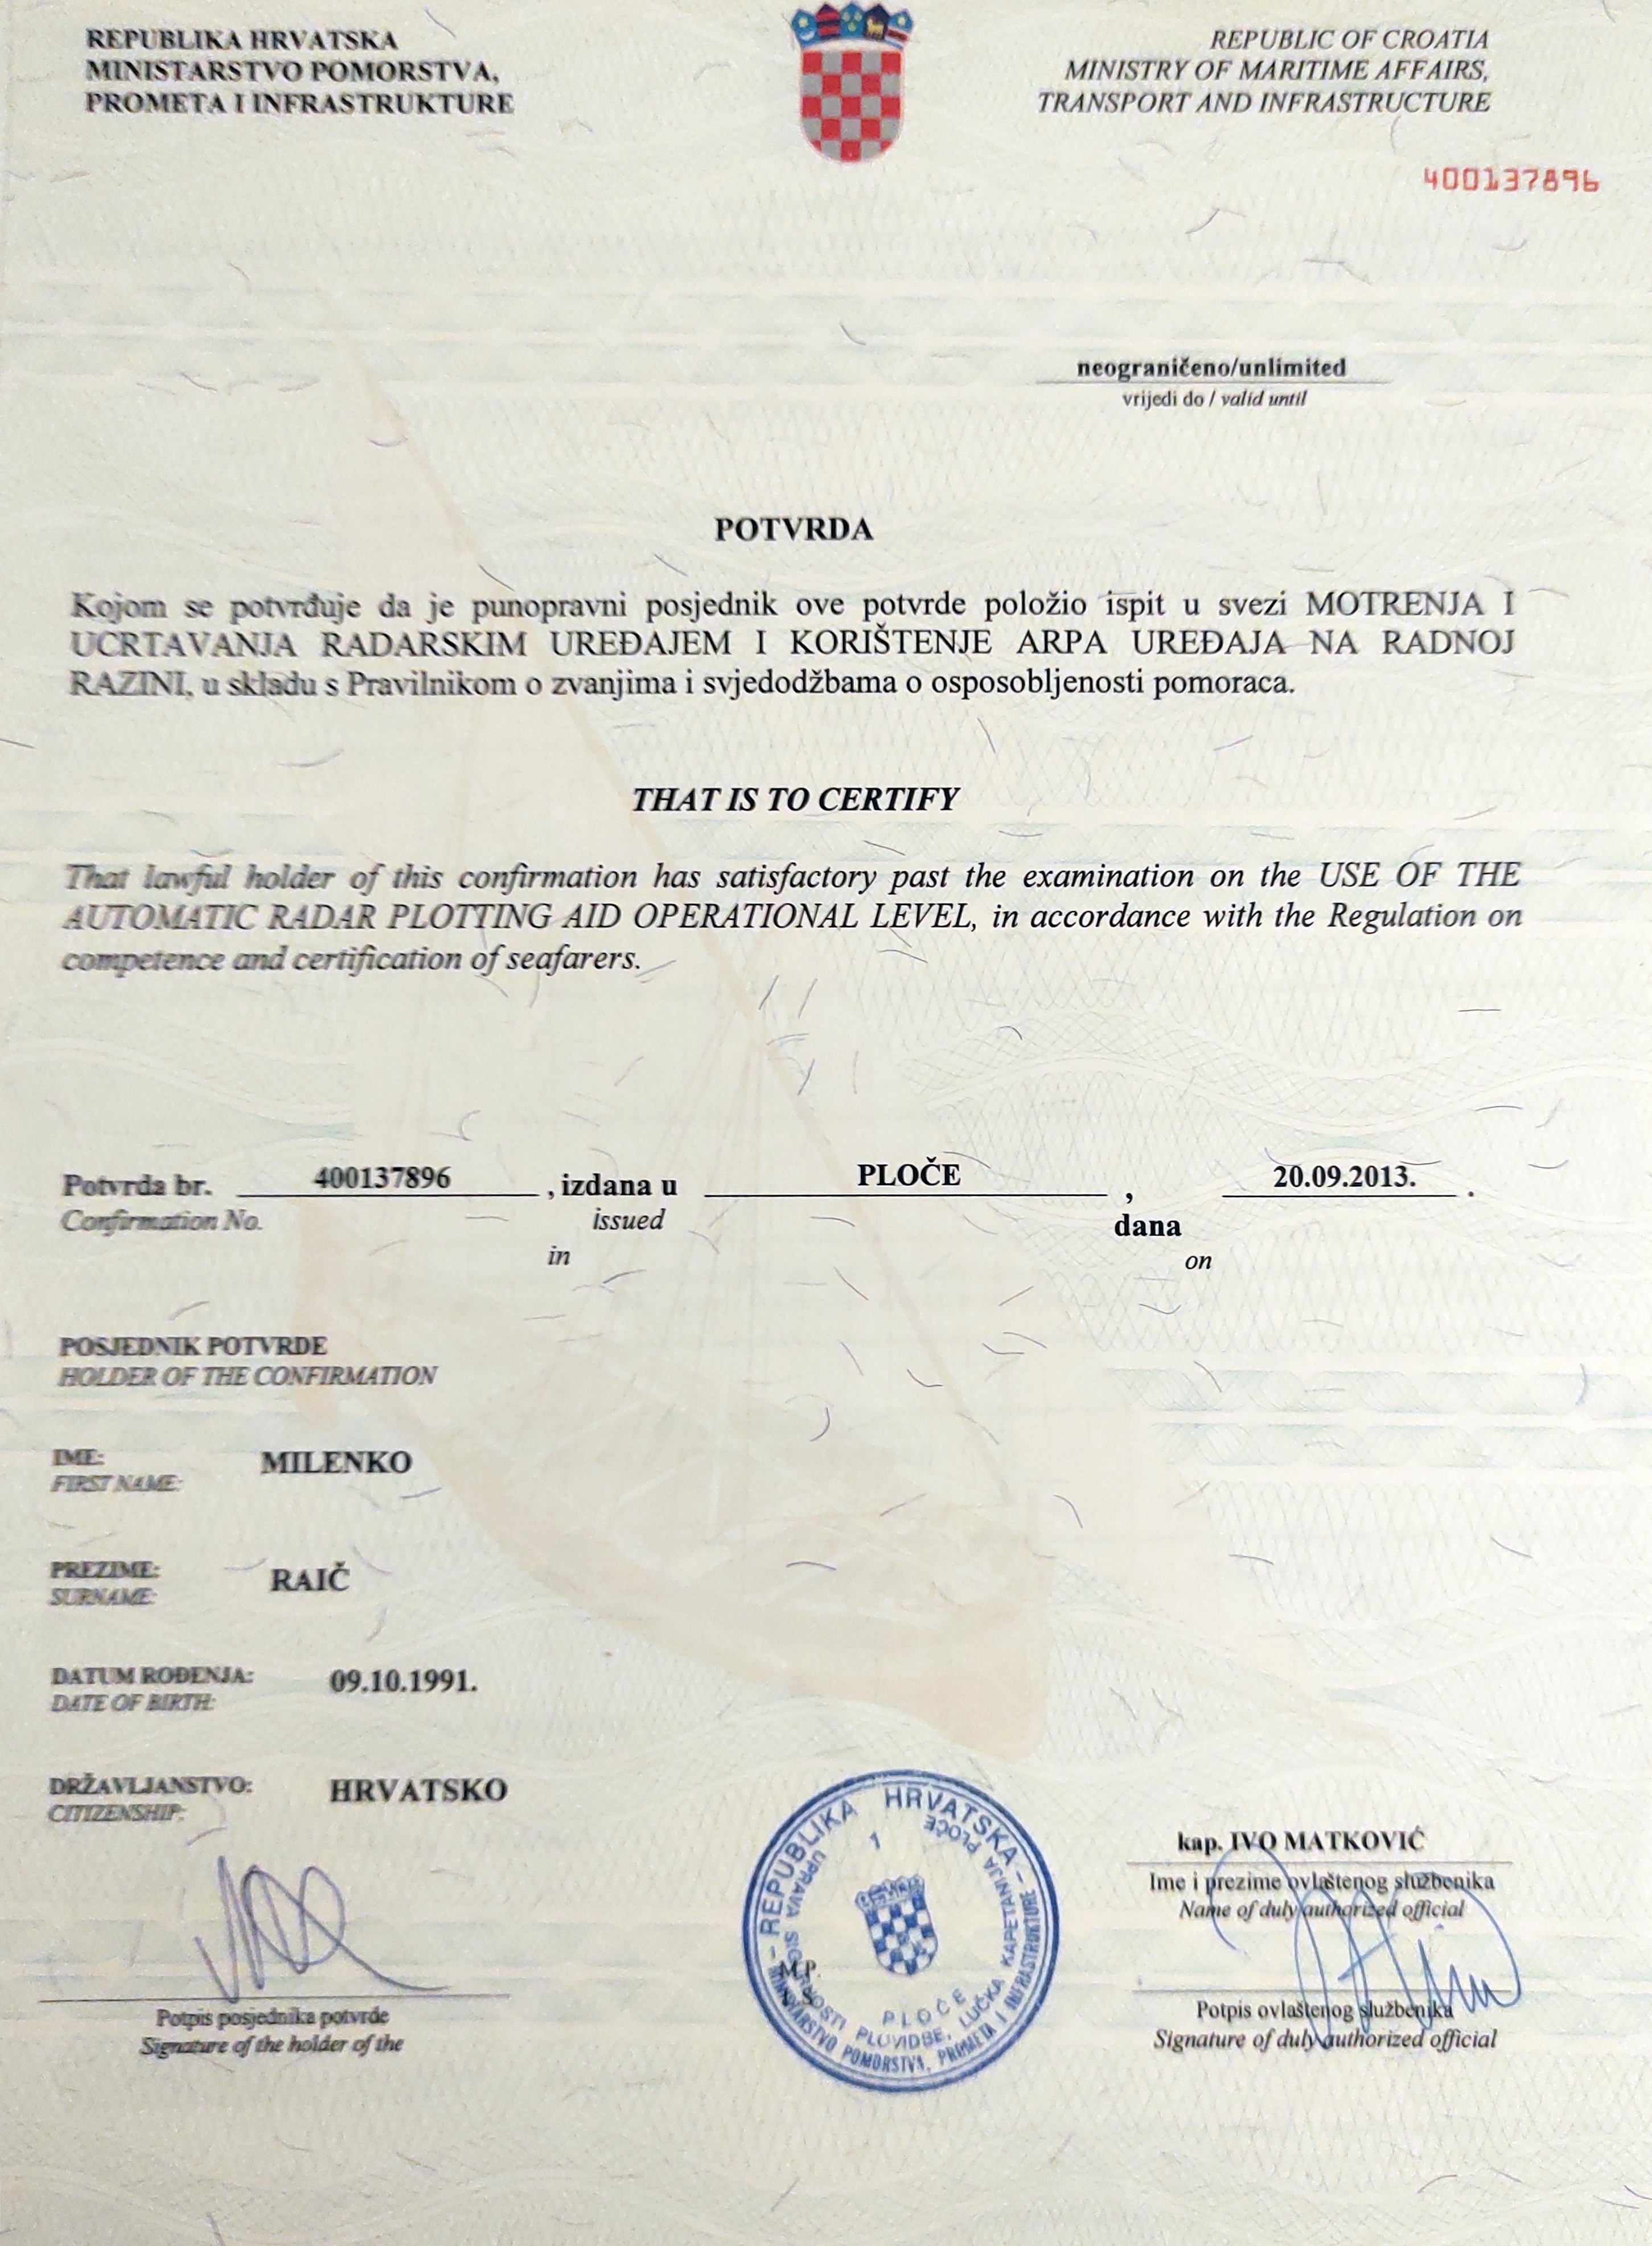 REPUBLIKA HRVATSKA
MINISTARSTVO POMORSTVA,
PROMETA I INFRASTRUKTURE
REPUBLIC OF CROATIA
MINISTRY OF MARITIME AFFAIRS,
TRANSPORT AND INFRASTRUCTURE
400137896
neograničeno/unlimited
vrijedi do / valid until
POTVRDA
Kojom se potvrđuje da je punopravni posjednik ove potvrde položio ispit u svezi MOTRENJA I
UCRTAVANJA RADARSKIM UREĐAJEM I KORIŠTENJE ARPA UREĐAJA NA RADNOJ
RAZINI, u skladu s Pravilnikom o zvanjima i svjedodžbama o osposobljenosti pomoraca.
THAT IS TO CERTIFY
That lawful holder of this confirmation has satisfactory past the examination on the USE OF THE
AUTOMATIC RADAR PLOTTING AID OPERATIONAL LEVEL, in accordance with the Regulation on
competence and certification of seafarers.
Potvrda br. 400137896 , izdana u PLOČE , 20.09.2013. .
Confirmation No. issued dana
in on
POSJEDNIK POTVRDE
HOLDER OF THE CONFIRMATION
IME: MILENKO
FIRST NAME:
PREZIME: RAIČ
SURNAME:
DATUM ROĐENJA: 09.10.1991.
DATE OF BIRTH:
DRŽAVLJANSTVO: HRVATSKO
CITIZENSHIP:
Potpis posjednika potvrde
Signature of the holder of the
REPUBLIKA HRVATSKA
MINISTARSTVO POMORSTVA, PROMETA I INFRASTRUKTURE
UPRAVA SIGURNOSTI PLOVIDBE, LUČKA KAPETANIJA PLOČE
1
PLOČE
M.P.
kap. IVO MATKOVIĆ
Ime i prezime ovlaštenog službenika
Name of duly authorized official
Potpis ovlaštenog službenika
Signature of duly authorized official